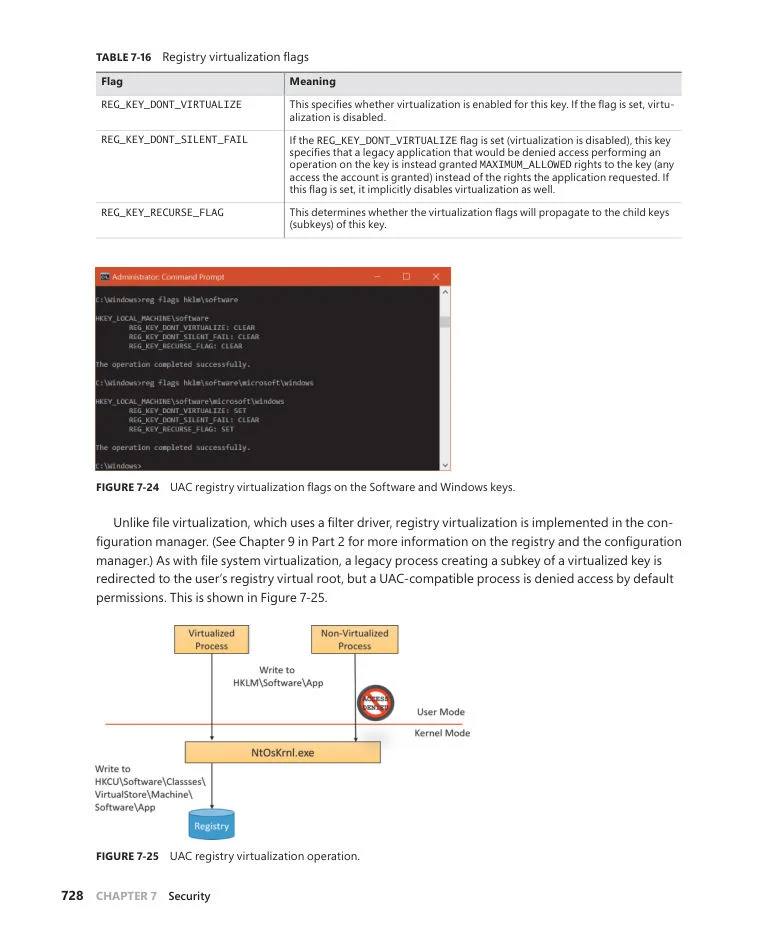 TABLE 7-16 Registry virtualization flags
Flag Meaning
REG_KEY_DONT_VIRTUALIZE This specifies whether virtualization is enabled for this key. If the flag is set, virtu-
alization is disabled.
REG_KEY_DONT_SILENT_FAIL If the REG_KEY_DONT_VIRTUALIZE flag is set (virtualization is disabled), this key
specifies that a legacy application that would be denied access performing an
operation on the key is instead granted MAXIMUM_ALLOWED rights to the key (any
access the account is granted) instead of the rights the application requested. If
this flag is set, it implicitly disables virtualization as well.
REG_KEY_RECURSE_FLAG This determines whether the virtualization flags will propagate to the child keys
(subkeys) of this key.
Administrator: Command Prompt
C:\Windows>reg flags hklm\software
HKEY_LOCAL_MACHINE\software
REG_KEY_DONT_VIRTUALIZE: CLEAR
REG_KEY_DONT_SILENT_FAIL: CLEAR
REG_KEY_RECURSE_FLAG: CLEAR
The operation completed successfully.
C:\Windows>reg flags hklm\software\microsoft\windows
HKEY_LOCAL_MACHINE\software\microsoft\windows
REG_KEY_DONT_VIRTUALIZE: SET
REG_KEY_DONT_SILENT_FAIL: CLEAR
REG_KEY_RECURSE_FLAG: SET
The operation completed successfully.
C:\Windows>
FIGURE 7-24 UAC registry virtualization flags on the Software and Windows keys.
Unlike file virtualization, which uses a filter driver, registry virtualization is implemented in the con-
figuration manager. (See Chapter 9 in Part 2 for more information on the registry and the configuration
manager.) As with file system virtualization, a legacy process creating a subkey of a virtualized key is
redirected to the user's registry virtual root, but a UAC-compatible process is denied access by default
permissions. This is shown in Figure 7-25.
Virtualized
Process
Non-Virtualized
Process
Write to
HKLM\Software\App
ACCESS
DENIED
User Mode
Kernel Mode
NtOsKrnl.exe
Write to
HKCU\Software\Classses\
VirtualStore\Machine\
Software\App
Registry
FIGURE 7-25 UAC registry virtualization operation.
728 CHAPTER 7 Security